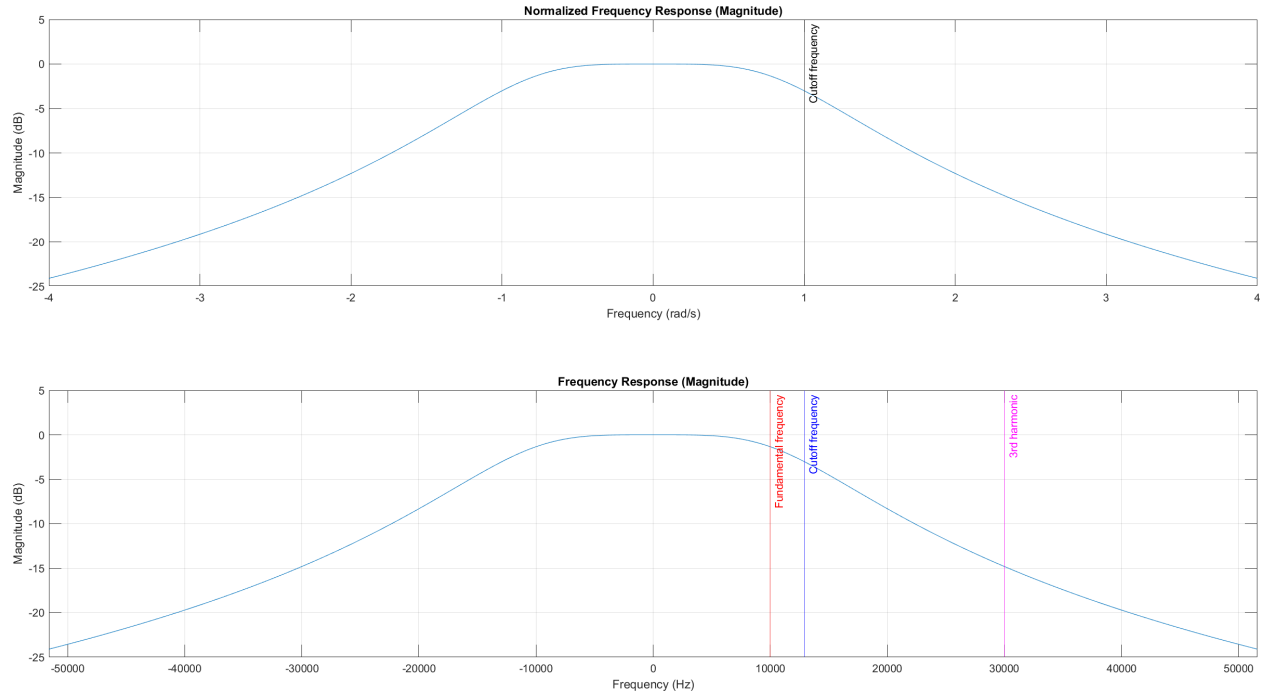 Normalized Frequency Response (Magnitude)
5
0
-5
-10
-15
-20
-25
Magnitude (dB)
Cutoff frequency
-4 -3 -2 -1 0 1 2 3 4
Frequency (rad/s)
Frequency Response (Magnitude)
5
0
-5
-10
-15
-20
-25
Magnitude (dB)
Fundamental frequency
Cutoff frequency
3rd harmonic
-50000 -40000 -30000 -20000 -10000 0 10000 20000 30000 40000 50000
Frequency (Hz)